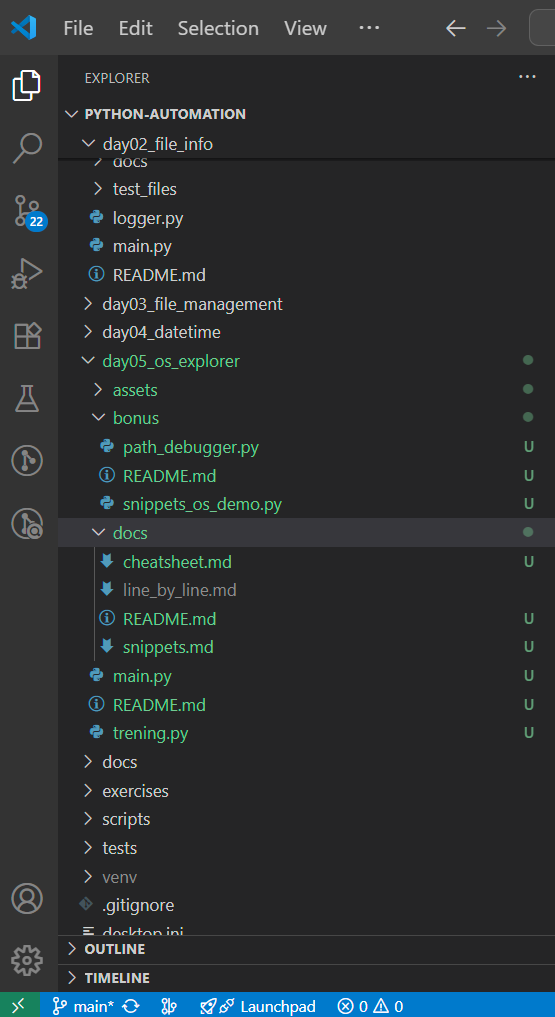 File Edit Selection View ...
EXPLORER ...
PYTHON-AUTOMATION
day02_file_info
docs
test_files
logger.py
main.py
README.md
22
day03_file_management
day04_datetime
day05_os_explorer
assets
bonus
path_debugger.py U
README.md U
snippets_os_demo.py U
docs
cheatsheet.md U
line_by_line.md
README.md U
snippets.md U
main.py U
README.md U
trening.py U
docs
exercises
scripts
tests
venv
.gitignore
desktop.ini
OUTLINE
TIMELINE
main* Launchpad 0 0